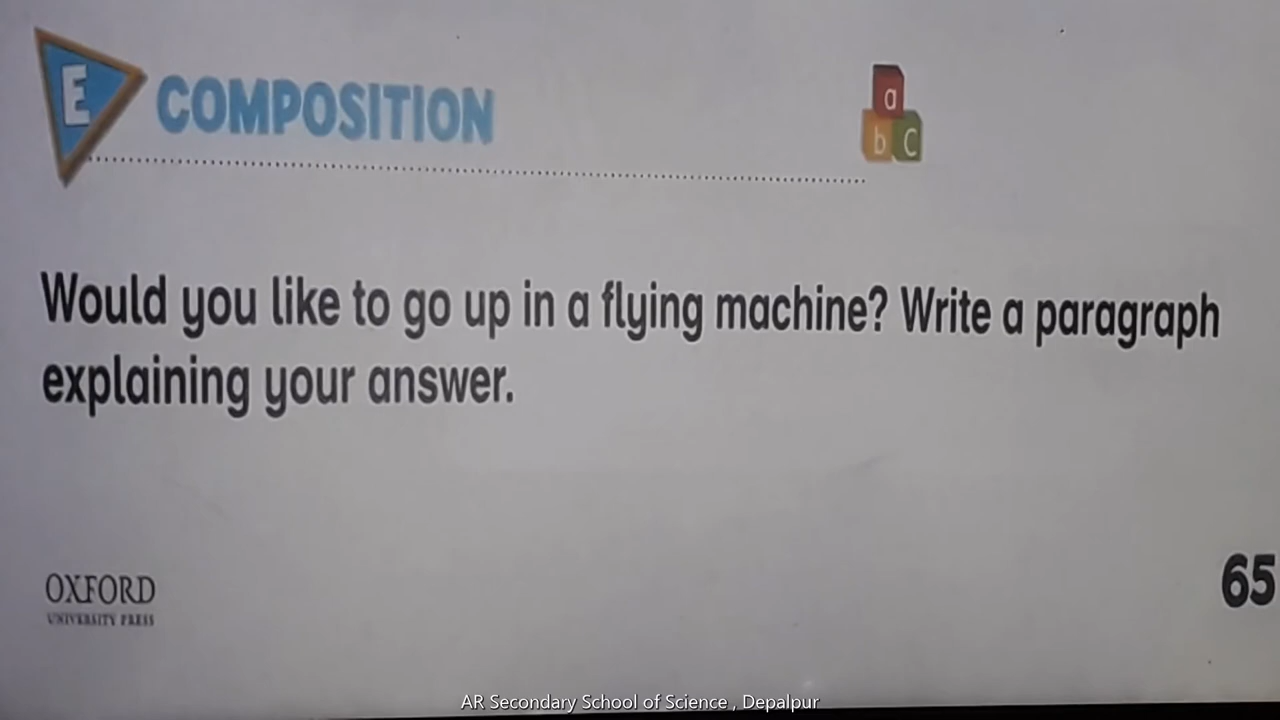 E COMPOSITION
a
b C
Would you like to go up in a flying machine? Write a paragraph
explaining your answer.
OXFORD
UNIVERSITY PRESS
65
AR Secondary School of Science , Depalpur